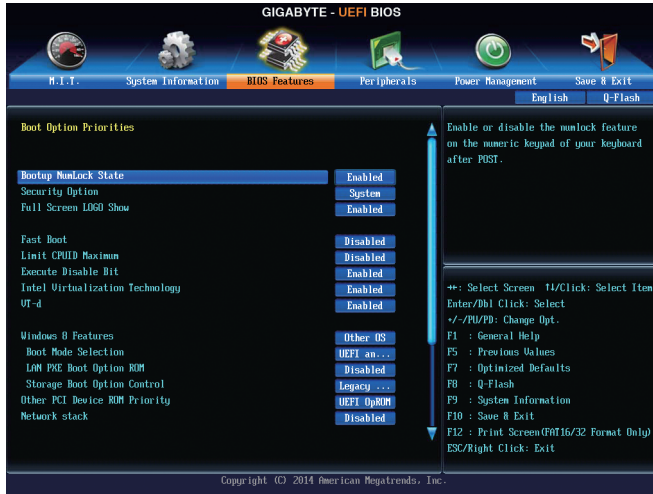 GIGABYTE - UEFI BIOS
M.I.T. System Information BIOS Features Peripherals Power Management Save & Exit
English Q-Flash
Boot Option Priorities
Bootup NumLock State Enabled
Security Option System
Full Screen LOGO Show Enabled
Fast Boot Disabled
Limit CPUID Maximum Disabled
Execute Disable Bit Enabled
Intel Virtualization Technology Enabled
VT-d Enabled
Windows 8 Features Other OS
Boot Mode Selection UEFI an...
LAN PXE Boot Option ROM Disabled
Storage Boot Option Control Legacy ...
Other PCI Device ROM Priority UEFI OpROM
Network stack Disabled
Enable or disable the numlock feature
on the numeric keypad of your keyboard
after POST.
→←: Select Screen ↑↓/Click: Select Item
Enter/Dbl Click: Select
+/-/PU/PD: Change Opt.
F1 : General Help
F5 : Previous Values
F7 : Optimized Defaults
F8 : Q-Flash
F9 : System Information
F10 : Save & Exit
F12 : Print Screen(FAT16/32 Format Only)
ESC/Right Click: Exit
Copyright (C) 2014 American Megatrends, Inc.